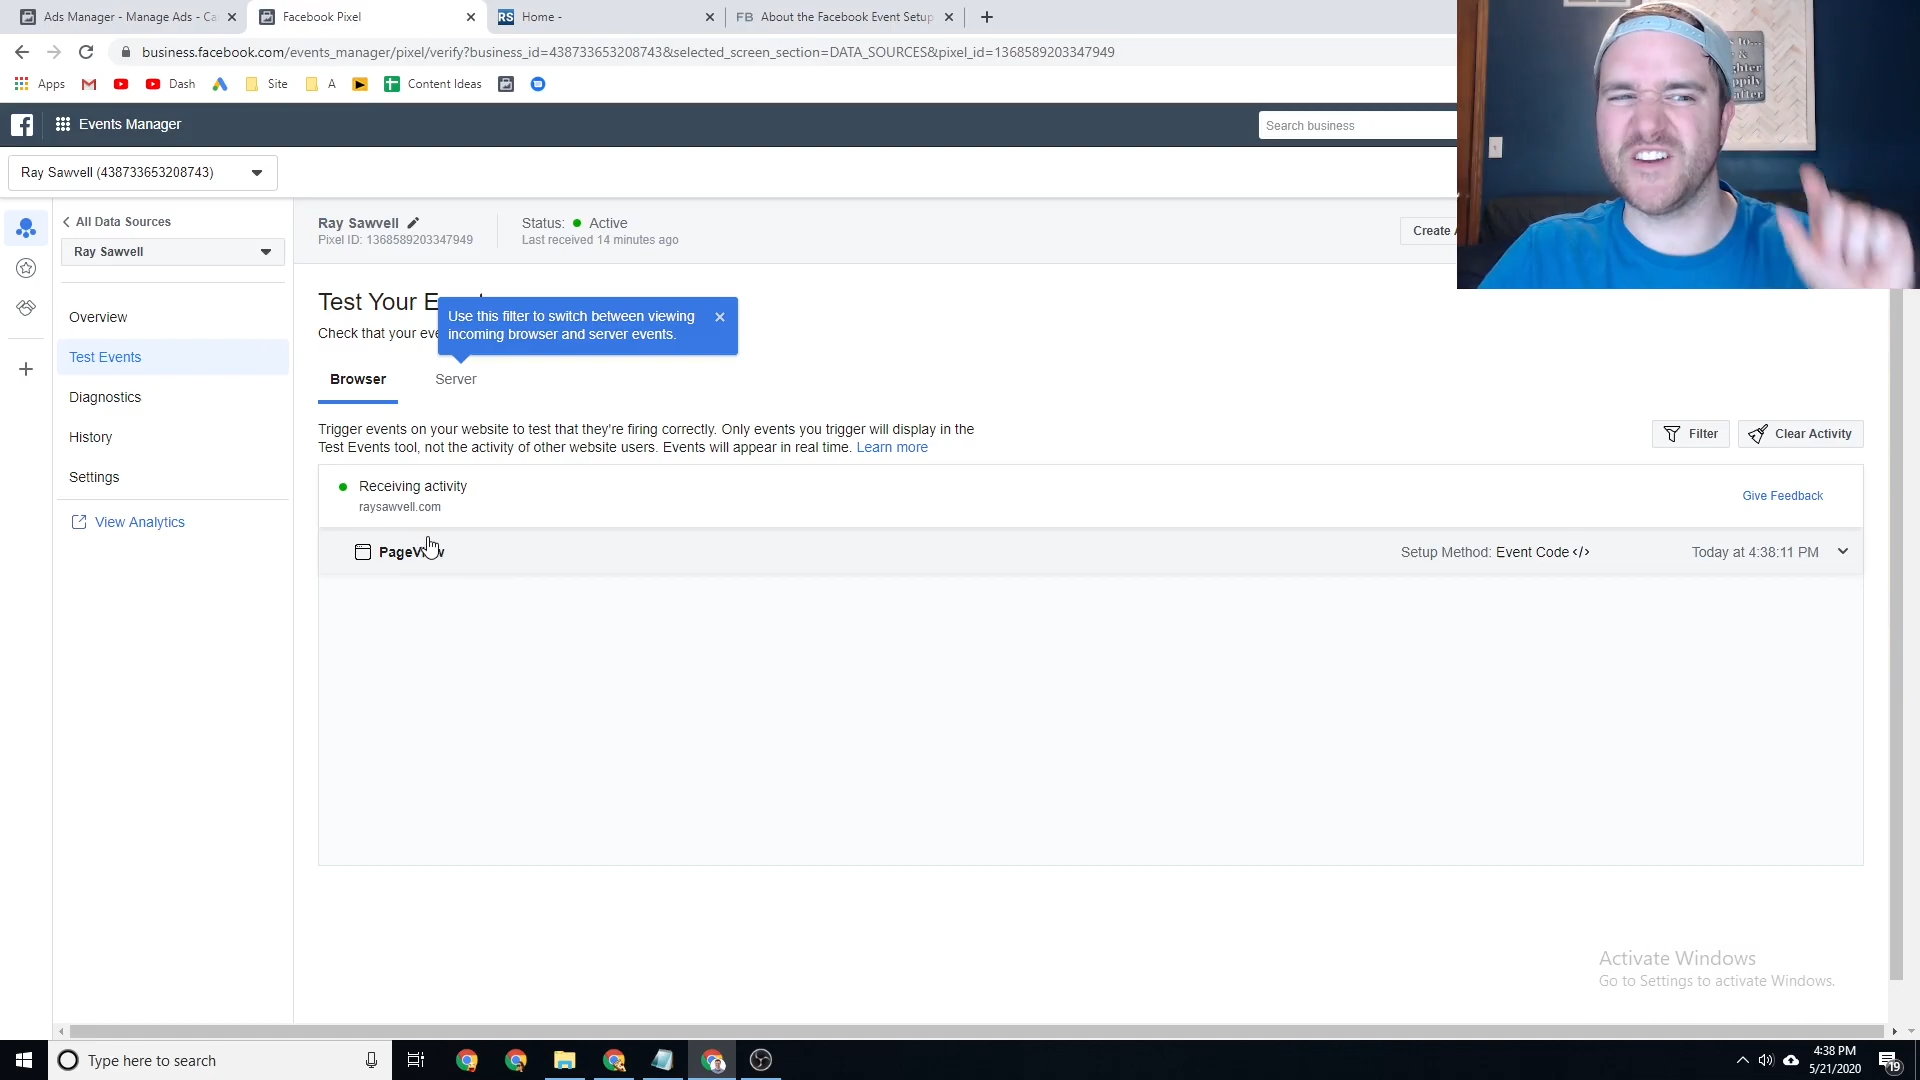 Ads Manager - Manage Ads - Ca
Facebook Pixel
RS Home -
FB About the Facebook Event Setup
business.facebook.com/events_manager/pixel/verify?business_id=438733653208743&selected_screen_section=DATA_SOURCES&pixel_id=1368589203347949
Apps
Dash
Site
A
Content Ideas
Events Manager
Search business
Ray Sawvell (438733653208743)
All Data Sources
Ray Sawvell
Overview
Test Events
Diagnostics
History
Settings
View Analytics
Ray Sawvell
Pixel ID: 1368589203347949
Status: Active
Last received 14 minutes ago
Create
Test Your
Check that your
Use this filter to switch between viewing
incoming browser and server events.
Browser
Server
Trigger events on your website to test that they're firing correctly. Only events you trigger will display in the
Test Events tool, not the activity of other website users. Events will appear in real time. Learn more
Filter
Clear Activity
Receiving activity
raysawvell.com
Give Feedback
Setup Method: Event Code </>
Today at 4:38:11 PM
Activate Windows
Go to Settings to activate Windows.
Type here to search
4:38 PM
5/21/2020
19